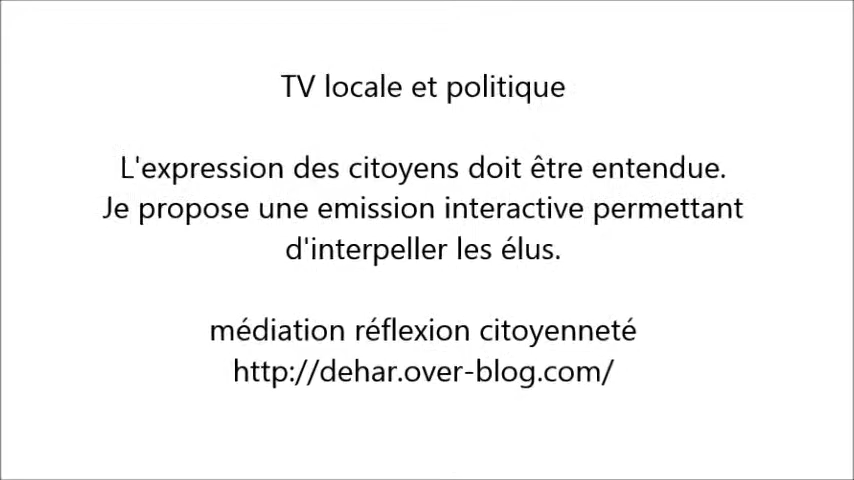 TV locale et politique
L'expression des citoyens doit être entendue.
Je propose une emission interactive permettant
d'interpeller les élus.
médiation réflexion citoyenneté
http://dehar.over-blog.com/